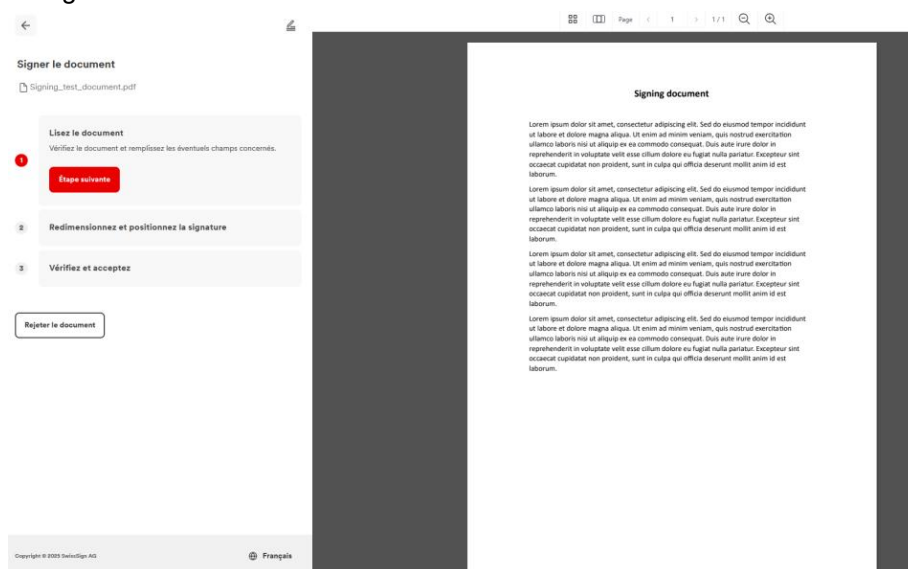 Page
1
1 / 1
Signer le document
Signing_test_document.pdf
1
Lisez le document
Vérifiez le document et remplissez les éventuels champs concernés.
Étape suivante
2
Redimensionnez et positionnez la signature
3
Vérifiez et acceptez
Rejeter le document
Copyright © 2025 SwissSign AG
Français
Signing document
Lorem ipsum dolor sit amet, consectetur adipiscing elit. Sed do eiusmod tempor incididunt
ut labore et dolore magna aliqua. Ut enim ad minim veniam, quis nostrud exercitation
ullamco laboris nisi ut aliquip ex ea commodo consequat. Duis aute irure dolor in
reprehenderit in voluptate velit esse cillum dolore eu fugiat nulla pariatur. Excepteur sint
occaecat cupidatat non proident, sunt in culpa qui officia deserunt mollit anim id est
laborum.
Lorem ipsum dolor sit amet, consectetur adipiscing elit. Sed do eiusmod tempor incididunt
ut labore et dolore magna aliqua. Ut enim ad minim veniam, quis nostrud exercitation
ullamco laboris nisi ut aliquip ex ea commodo consequat. Duis aute irure dolor in
reprehenderit in voluptate velit esse cillum dolore eu fugiat nulla pariatur. Excepteur sint
occaecat cupidatat non proident, sunt in culpa qui officia deserunt mollit anim id est
laborum.
Lorem ipsum dolor sit amet, consectetur adipiscing elit. Sed do eiusmod tempor incididunt
ut labore et dolore magna aliqua. Ut enim ad minim veniam, quis nostrud exercitation
ullamco laboris nisi ut aliquip ex ea commodo consequat. Duis aute irure dolor in
reprehenderit in voluptate velit esse cillum dolore eu fugiat nulla pariatur. Excepteur sint
occaecat cupidatat non proident, sunt in culpa qui officia deserunt mollit anim id est
laborum.
Lorem ipsum dolor sit amet, consectetur adipiscing elit. Sed do eiusmod tempor incididunt
ut labore et dolore magna aliqua. Ut enim ad minim veniam, quis nostrud exercitation
ullamco laboris nisi ut aliquip ex ea commodo consequat. Duis aute irure dolor in
reprehenderit in voluptate velit esse cillum dolore eu fugiat nulla pariatur. Excepteur sint
occaecat cupidatat non proident, sunt in culpa qui officia deserunt mollit anim id est
laborum.